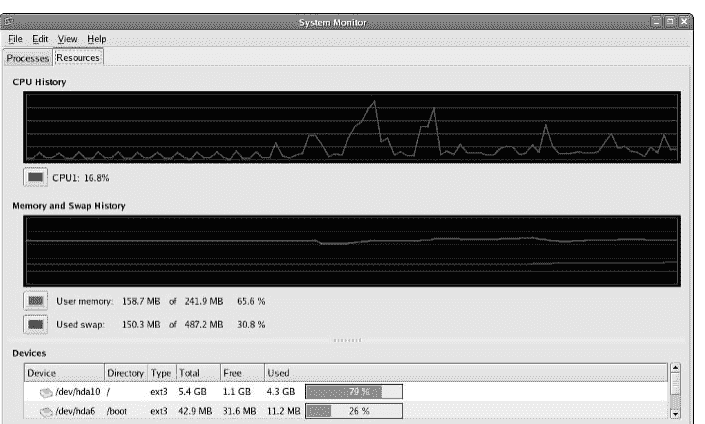 System Monitor
File Edit View Help
Processes Resources
CPU History
CPU1: 16.8%
Memory and Swap History
User memory: 158.7 MB of 241.9 MB 65.6 %
Used swap: 150.3 MB of 487.2 MB 30.8 %
Devices
Device Directory Type Total Free Used
/dev/hda10 / ext3 5.4 GB 1.1 GB 4.3 GB 79 %
/dev/hda6 /boot ext3 42.9 MB 31.6 MB 11.2 MB 26 %